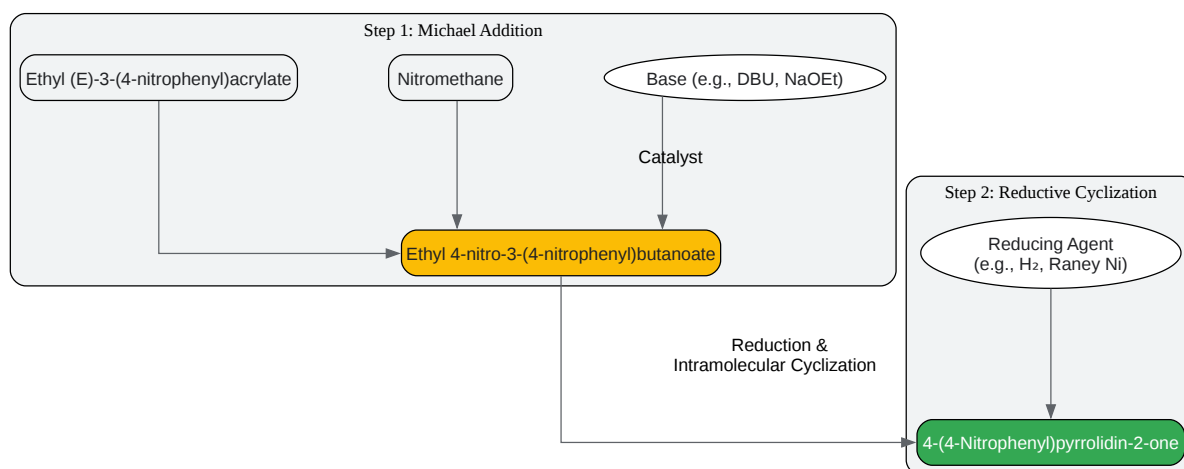 Step 1: Michael Addition
Ethyl (E)-3-(4-nitrophenyl)acrylate
Nitromethane
Base (e.g., DBU, NaOEt)
Catalyst
Ethyl 4-nitro-3-(4-nitrophenyl)butanoate
Step 2: Reductive Cyclization
Reducing Agent
(e.g., H₂, Raney Ni)
Reduction &
Intramolecular Cyclization
4-(4-Nitrophenyl)pyrrolidin-2-one